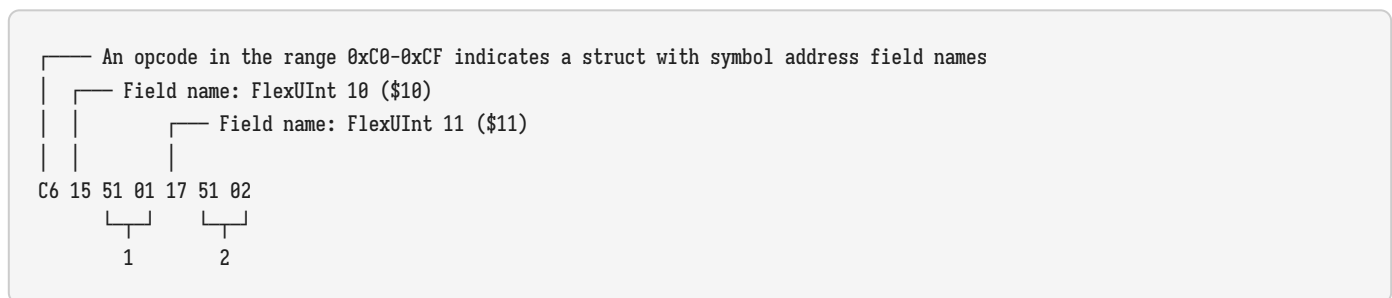 ┌──── An opcode in the range 0xC0-0xCF indicates a struct with symbol address field names
│ ┌─── Field name: FlexUInt 10 ($10)
│ │ ┌─── Field name: FlexUInt 11 ($11)
│ │ │
C6 15 51 01 17 51 02
└─┬─┘ └─┬─┘
1 2